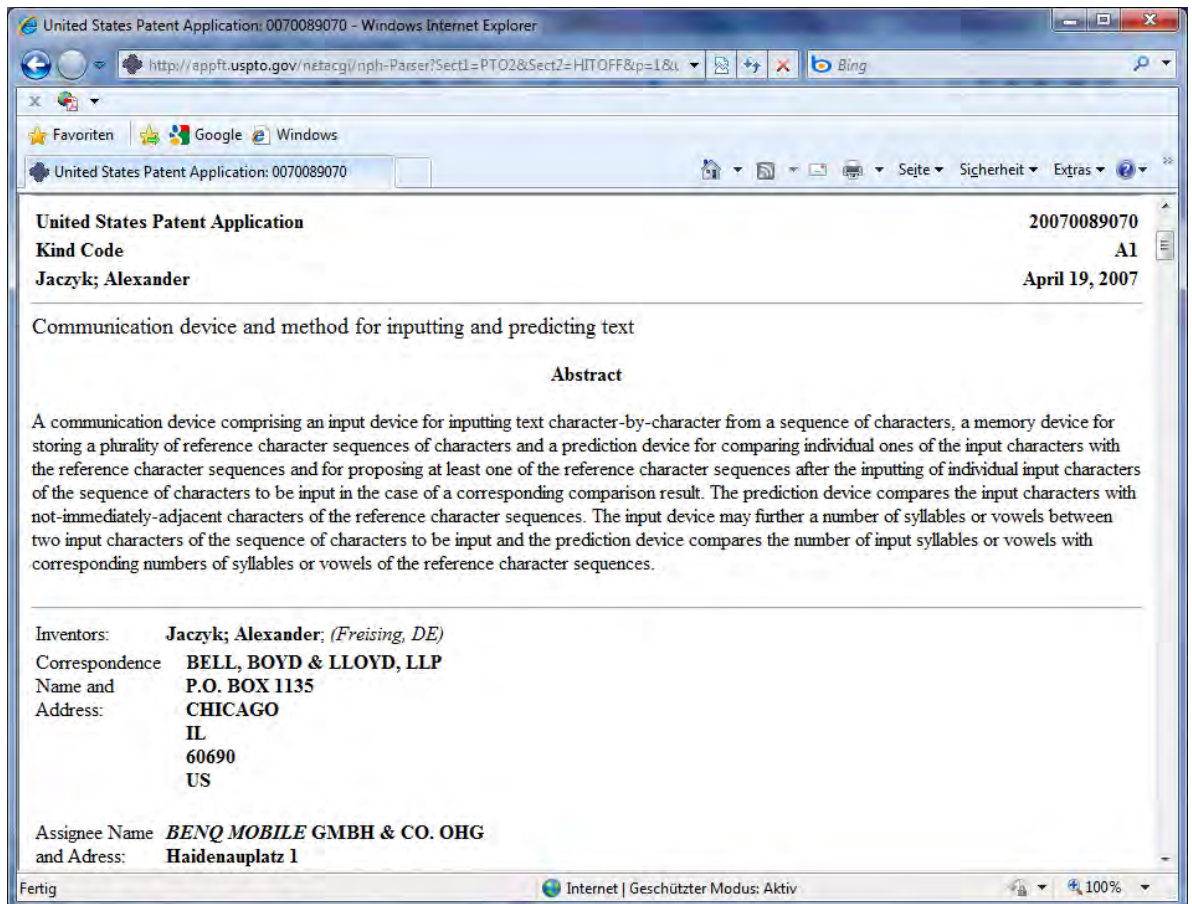 United States Patent Application: 0070089070 - Windows Internet Explorer
http://appft.uspto.gov/netacgi/nph-Parser?Sect1=PTO2&Sect2=HITOFF&p=1&u
Bing
Favoriten Google Windows
United States Patent Application: 0070089070 Seite Sicherheit Extras
United States Patent Application 20070089070
Kind Code A1
Jaczyk; Alexander April 19, 2007
Communication device and method for inputting and predicting text
Abstract
A communication device comprising an input device for inputting text character-by-character from a sequence of characters, a memory device for
storing a plurality of reference character sequences of characters and a prediction device for comparing individual ones of the input characters with
the reference character sequences and for proposing at least one of the reference character sequences after the inputting of individual input characters
of the sequence of characters to be input in the case of a corresponding comparison result. The prediction device compares the input characters with
not-immediately-adjacent characters of the reference character sequences. The input device may further a number of syllables or vowels between
two input characters of the sequence of characters to be input and the prediction device compares the number of input syllables or vowels with
corresponding numbers of syllables or vowels of the reference character sequences.
Inventors: Jaczyk; Alexander; (Freising, DE)
Correspondence BELL, BOYD & LLOYD, LLP
Name and P.O. BOX 1135
Address: CHICAGO
IL
60690
US
Assignee Name BENQ MOBILE GMBH & CO. OHG
and Adress: Haidenauplatz 1
Fertig Internet | Geschützter Modus: Aktiv 100%